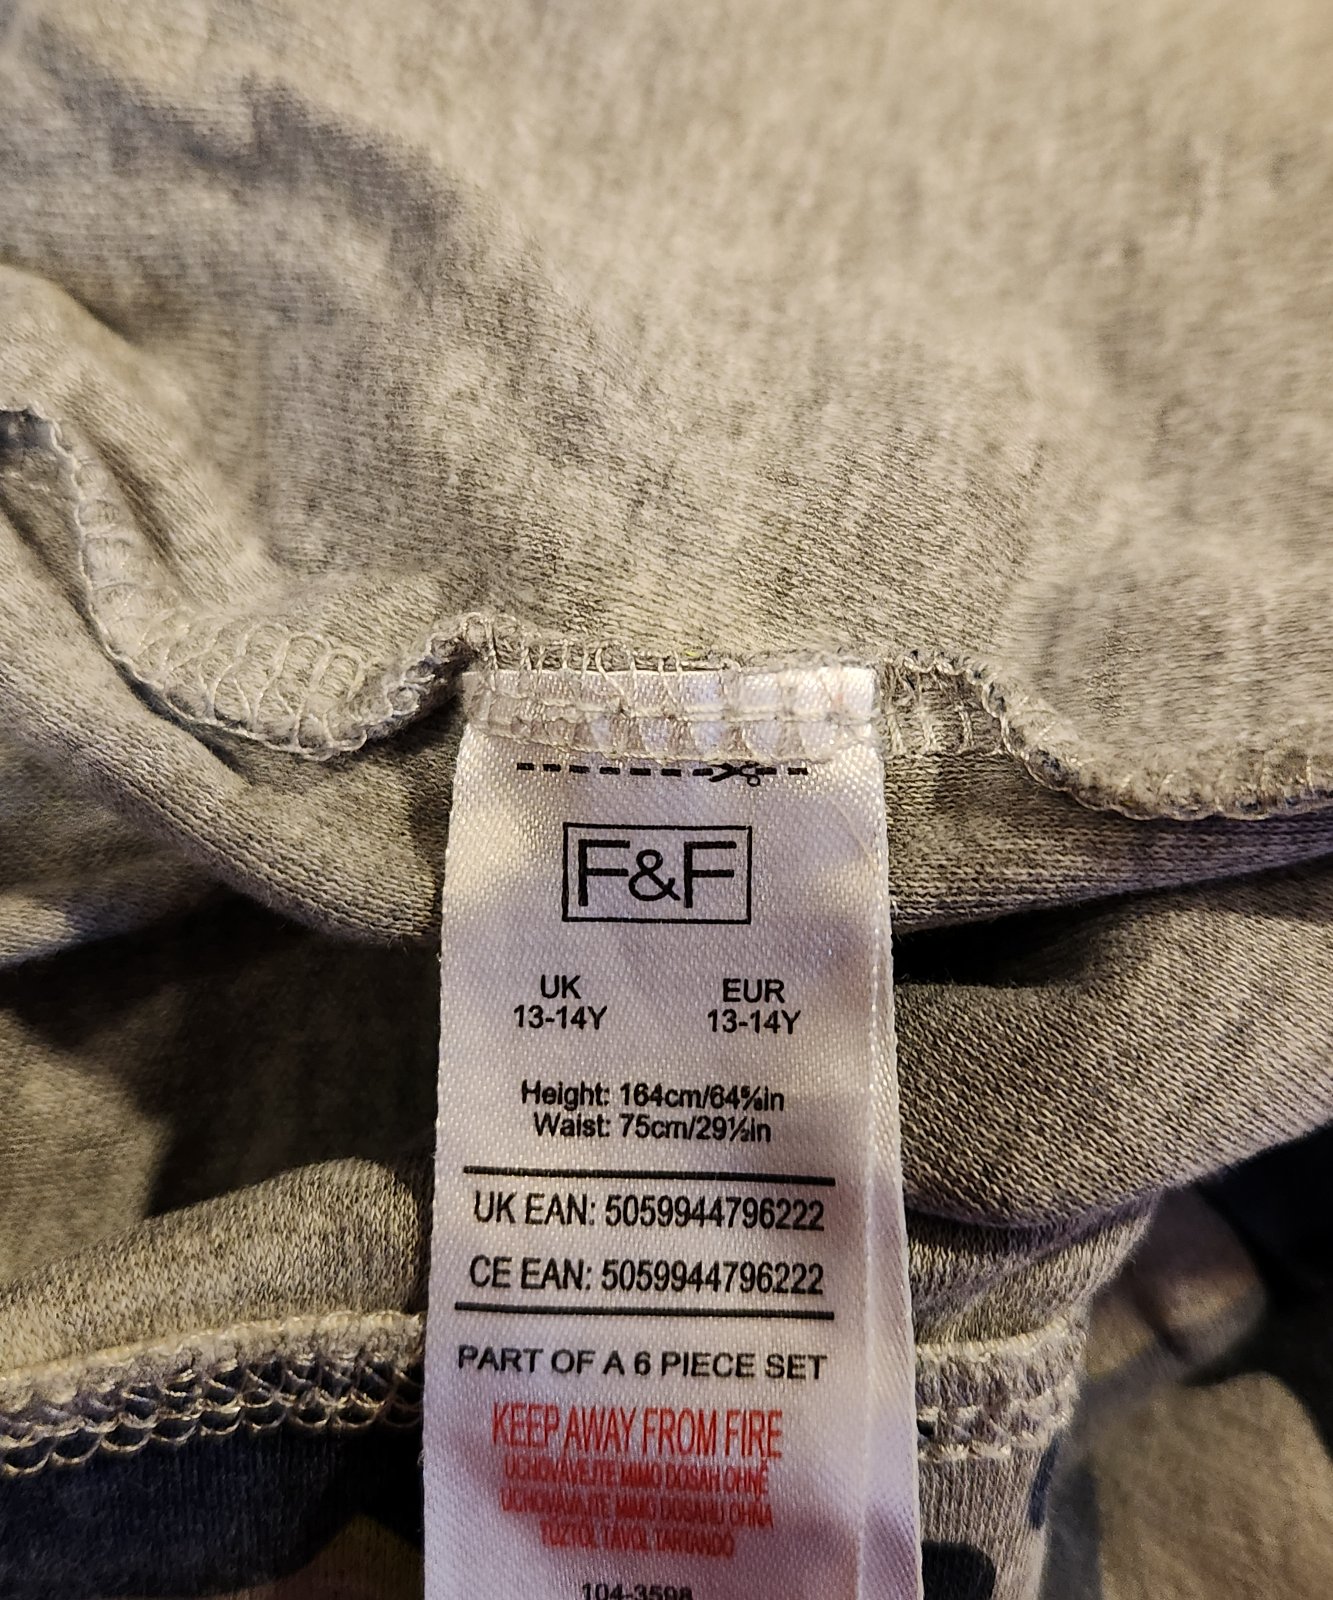 F&F
UK EUR
13-14Y 13-14Y
Height: 164cm/64⅝in
Waist: 75cm/29½in
UK EAN: 5059944796222
CE EAN: 5059944796222
PART OF A 6 PIECE SET
KEEP AWAY FROM FIRE
UCHOVÁVEJTE MIMO DOSAH OHNĚ
UCHOVÁVAJTE MIMO DOSAHU OHŇA
TŰZTŐL TÁVOL TARTANDÓ
104-3598